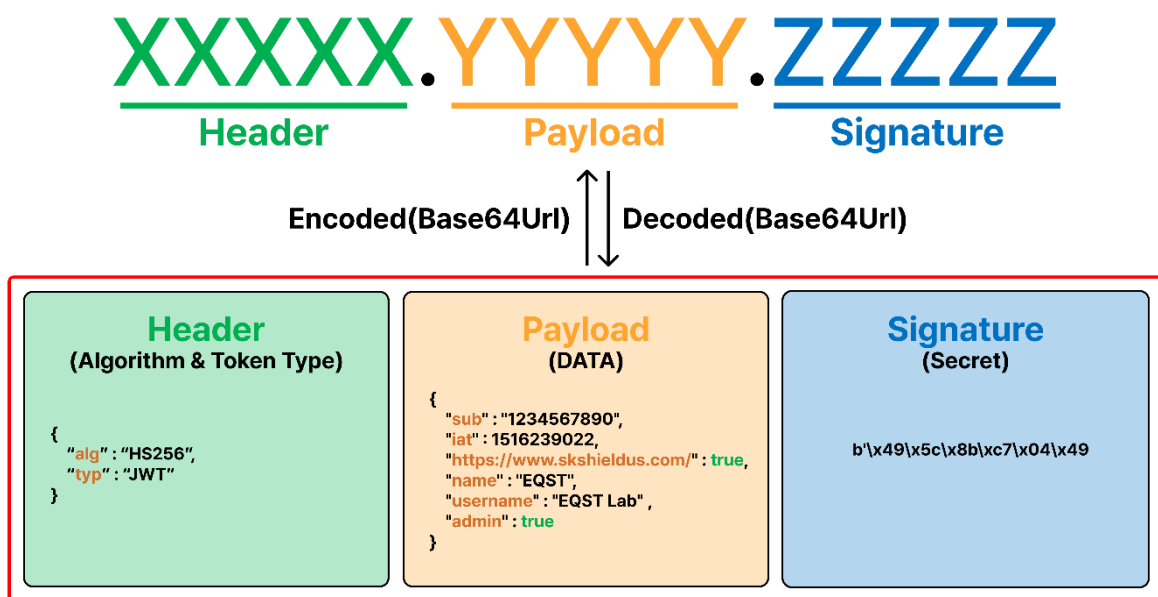 XXXXX.YYYYY.ZZZZZ
Header Payload Signature
Encoded(Base64Url) Decoded(Base64Url)
Header
(Algorithm & Token Type)
{
“alg” : “HS256”,
“typ” : “JWT”
}
Payload
(DATA)
{
"sub" : "1234567890",
"iat" : 1516239022,
"https://www.skshieldus.com/" : true,
"name" : "EQST",
"username" : "EQST Lab" ,
"admin" : true
}
Signature
(Secret)
b'\x49\x5c\x8b\xc7\x04\x49